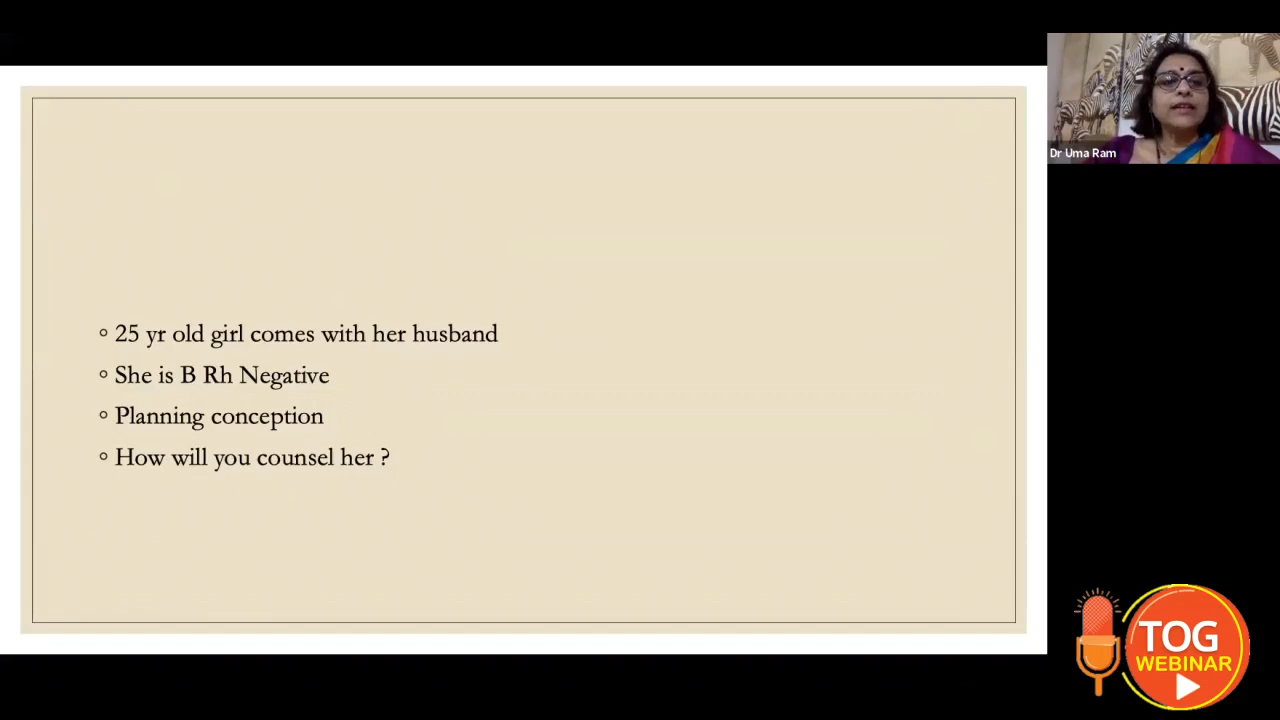 ◦ 25 yr old girl comes with her husband
◦ She is B Rh Negative
◦ Planning conception
◦ How will you counsel her ?
Dr Uma Ram
TOG
WEBINAR